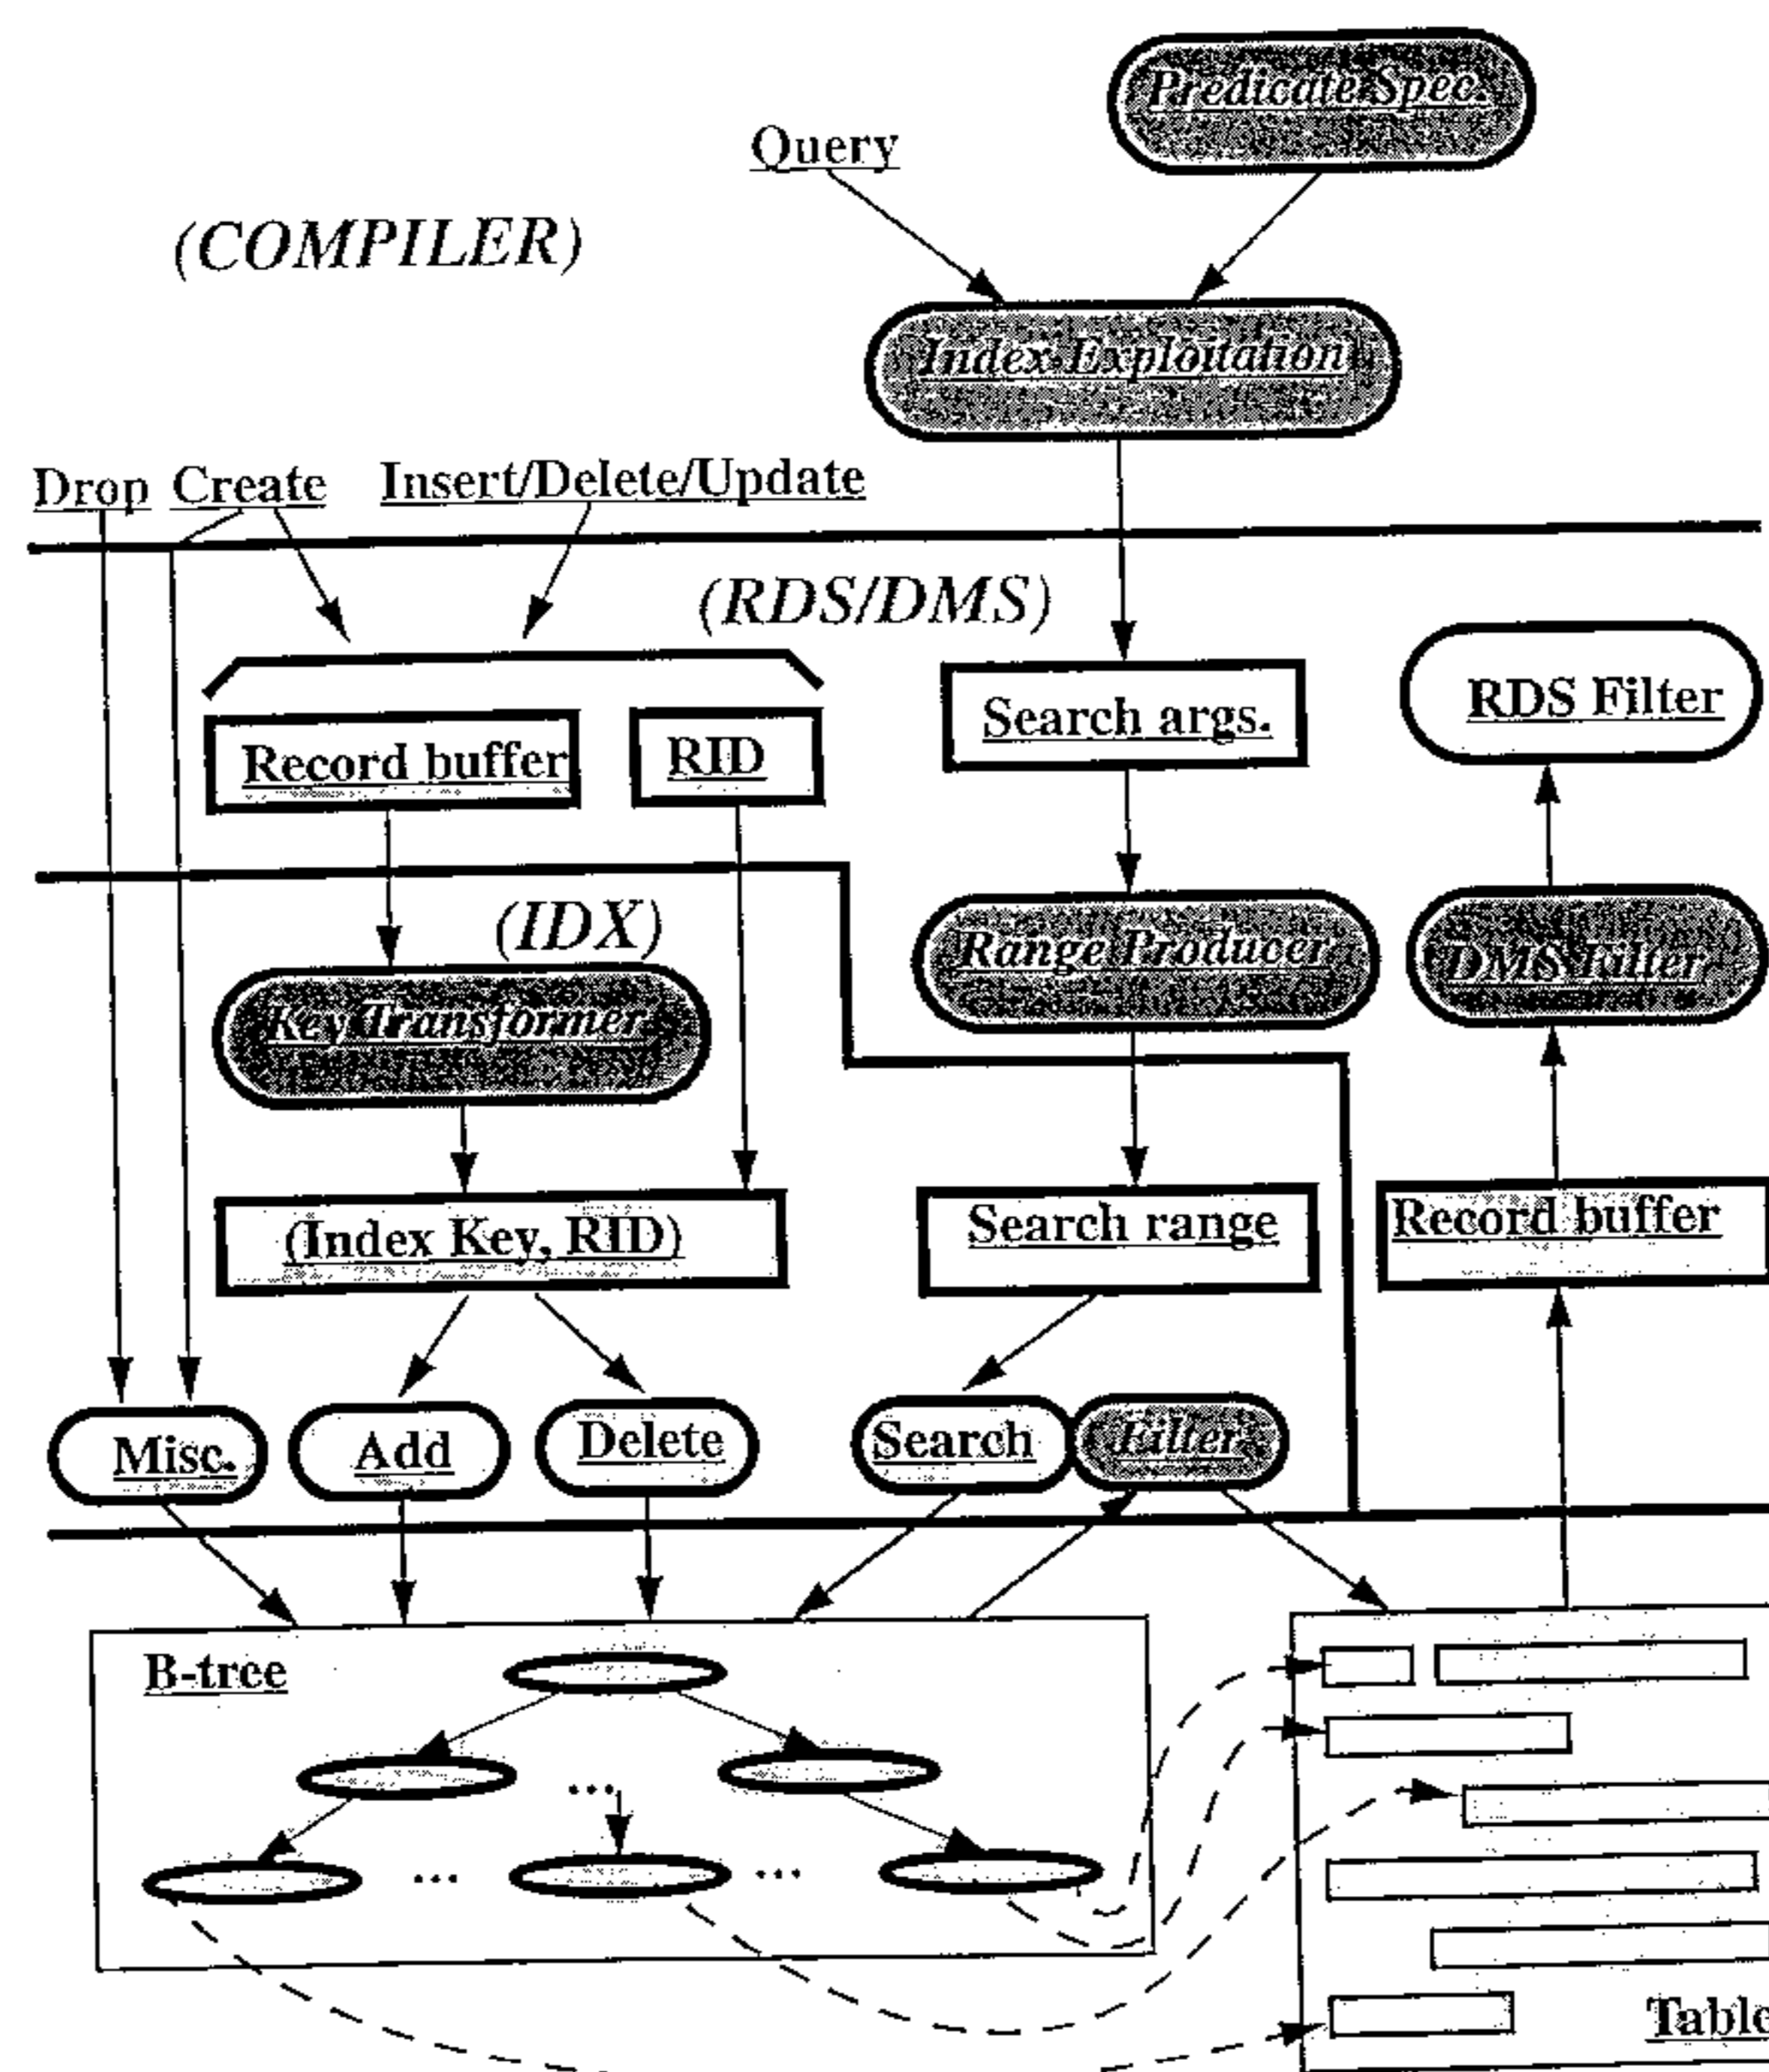 Predicate Spec.
Query
(COMPILER)
Index Exploitation
Drop Create Insert/Delete/Update
(RDS/DMS)
Search args.
RDS Filter
Record buffer
RID
(IDX)
Range Producer
DMS Filter
Key Transformer
(Index Key, RID)
Search range
Record buffer
Misc.
Add
Delete
Search
Filter
B-tree
...
...
...
Table